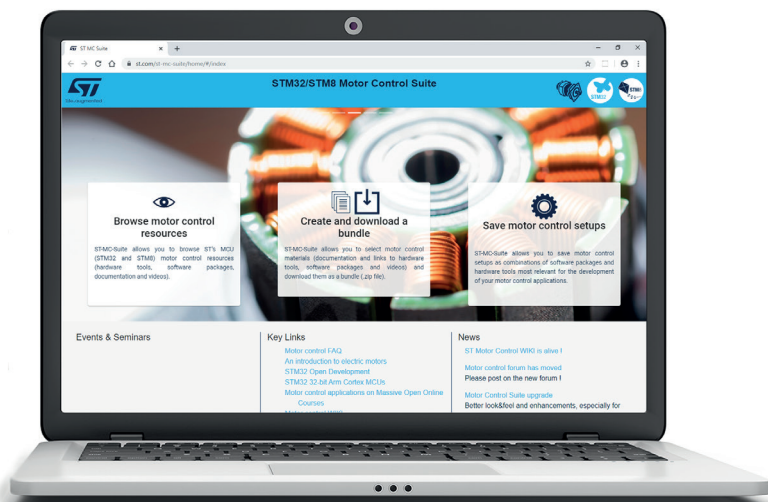 ST MC Suite
st.com/st-mc-suite/home/#/index
ST
life.augmented
STM32/STM8 Motor Control Suite
STM32
STM8
Browse motor control
resources
ST-MC-Suite allows you to browse ST's MCU
(STM32 and STM8) motor control resources
(hardware tools, software packages,
documentation and videos).
Create and download a
bundle
ST-MC-Suite allows you to select motor control
materials (documentation and links to hardware
tools, software packages and videos) and
download them as a bundle (.zip file).
Save motor control setups
ST-MC-Suite allows you to save motor control
setups as combinations of software packages and
hardware tools most relevant for the development
of your motor control applications.
Events & Seminars
Key Links
Motor control FAQ
An introduction to electric motors
STM32 Open Development
STM32 32-bit Arm Cortex MCUs
Motor control applications on Massive Open Online
Courses
News
ST Motor Control WIKI is alive !
Motor control forum has moved
Please post on the new forum !
Motor Control Suite upgrade
Better look&feel and enhancements, especially for